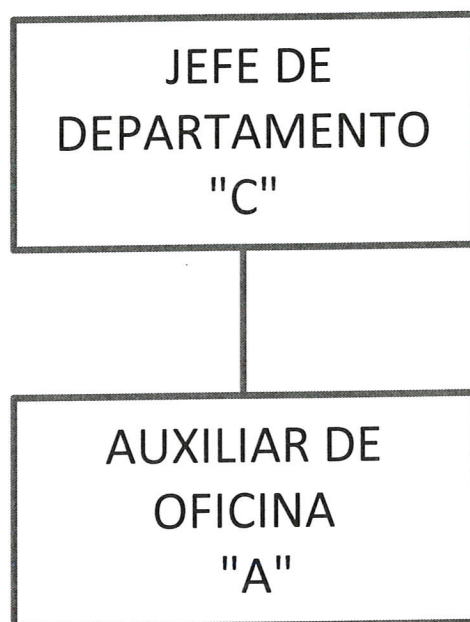 JEFE DE
DEPARTAMENTO
"C"
AUXILIAR DE
OFICINA
"A"